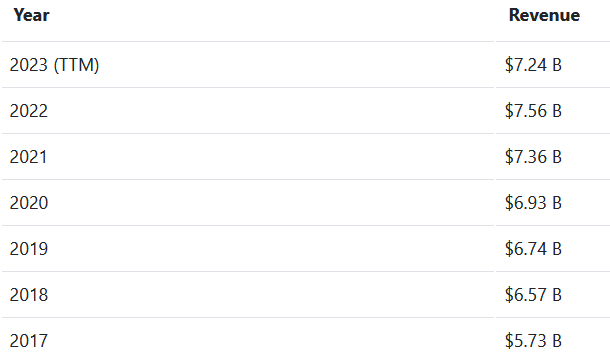 Year Revenue
2023 (TTM) $7.24 B
2022 $7.56 B
2021 $7.36 B
2020 $6.93 B
2019 $6.74 B
2018 $6.57 B
2017 $5.73 B